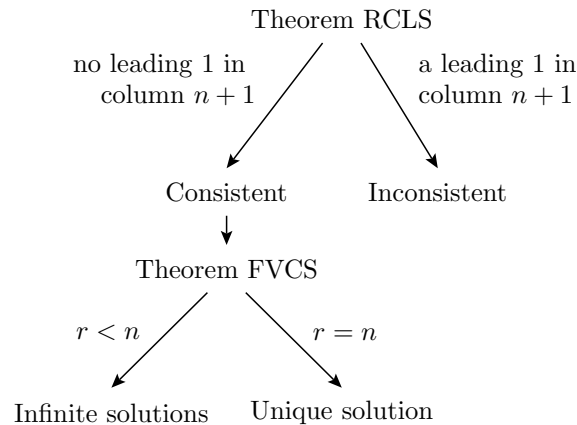 Theorem RCLS
no leading 1 in
column n + 1
a leading 1 in
column n + 1
Consistent
Inconsistent
Theorem FVCS
r < n
r = n
Infinite solutions
Unique solution